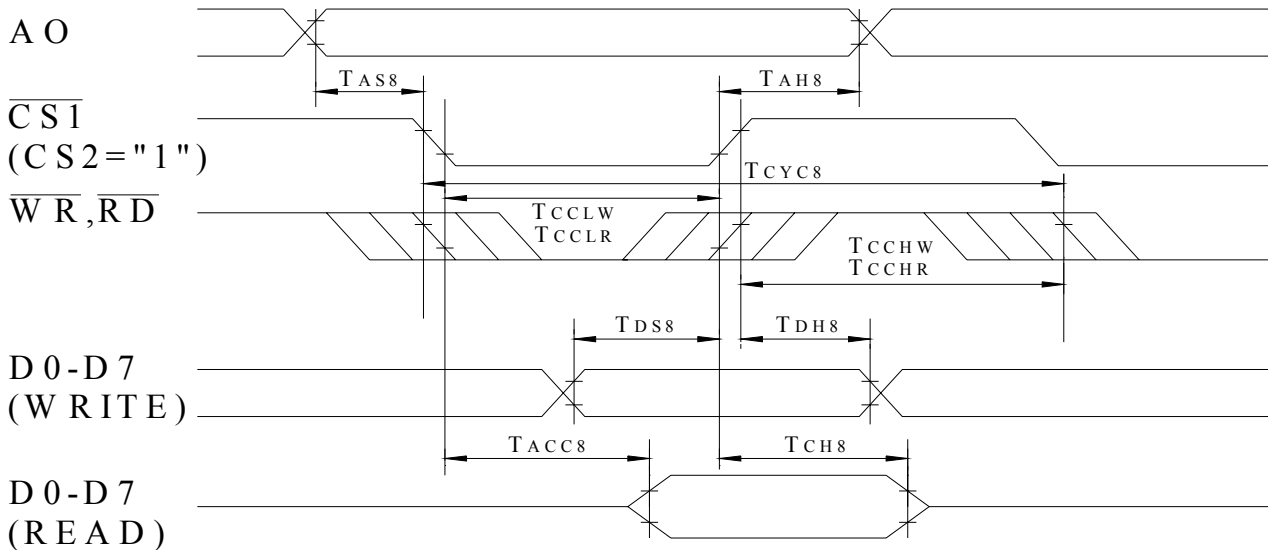 AO
TAS8
TAH8
CS1
(CS2="1")
TCYC8
WR,RD
TCCLW
TCCLR
TCCHW
TCCHR
TDS8
TDH8
D0-D7
(WRITE)
TACC8
TCH8
D0-D7
(READ)